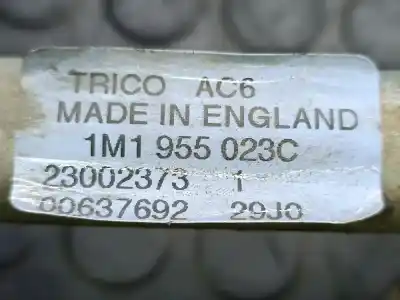 TRICO AC6
MADE IN ENGLAND
1M1 955 023C
23002373 1
00637692 29J0